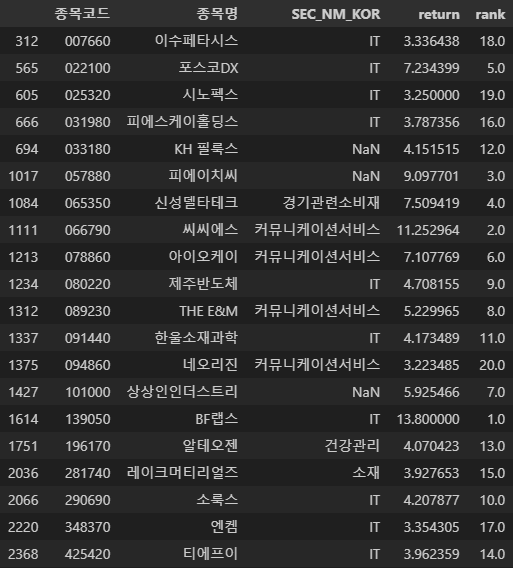 종목코드 종목명 SEC_NM_KOR return rank
312 007660 이수페타시스 IT 3.336438 18.0
565 022100 포스코DX IT 7.234399 5.0
605 025320 시노펙스 IT 3.250000 19.0
666 031980 피에스케이홀딩스 IT 3.787356 16.0
694 033180 KH 필룩스 NaN 4.151515 12.0
1017 057880 피에이치씨 NaN 9.097701 3.0
1084 065350 신성델타테크 경기관련소비재 7.509419 4.0
1111 066790 씨씨에스 커뮤니케이션서비스 11.252964 2.0
1213 078860 아이오케이 커뮤니케이션서비스 7.107769 6.0
1234 080220 제주반도체 IT 4.708155 9.0
1312 089230 THE E&M 커뮤니케이션서비스 5.229965 8.0
1337 091440 한울소재과학 IT 4.173489 11.0
1375 094860 네오리진 커뮤니케이션서비스 3.223485 20.0
1427 101000 상상인인더스트리 NaN 5.925466 7.0
1614 139050 BF랩스 IT 13.800000 1.0
1751 196170 알테오젠 건강관리 4.070423 13.0
2036 281740 레이크머티리얼즈 소재 3.927653 15.0
2066 290690 소룩스 IT 4.207877 10.0
2220 348370 엔켐 IT 3.354305 17.0
2368 425420 티에프이 IT 3.962359 14.0